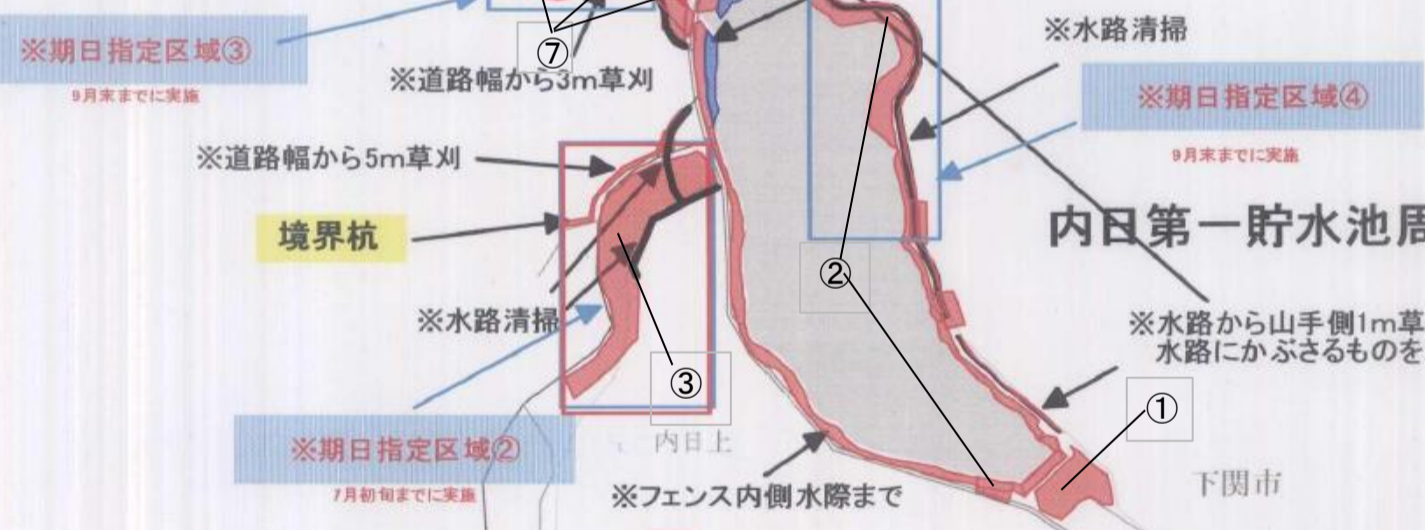 ※期日指定区域③
9月末までに実施
⑦
※道路幅から3m草刈
※水路清掃
※期日指定区域④
9月末までに実施
※道路幅から5m草刈
境界杭
内日第一貯水池周
②
※水路清掃
※水路から山手側1m草
水路にかぶさるものを
③
①
※期日指定区域②
7月初旬までに実施
内日上
※フェンス内側水際まで
下関市